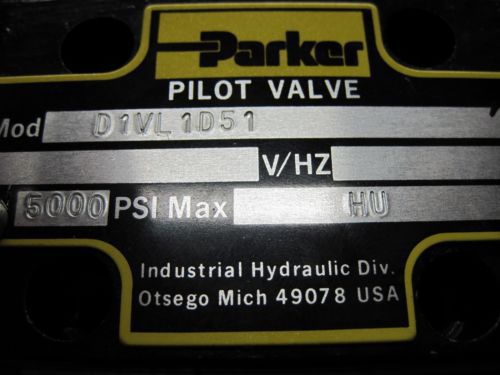 Parker
PILOT VALVE
Mod D1VL1D51
V/HZ
5000 PSI Max HU
Industrial Hydraulic Div.
Otsego Mich 49078 USA